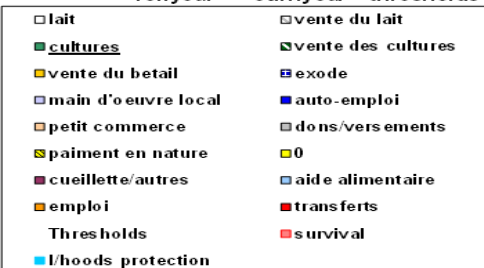 lait vente du lait
cultures vente des cultures
vente du betail exode
main d'oeuvre local auto-emploi
petit commerce dons/versements
paiment en nature 0
cueillette/autres aide alimentaire
emploi transferts
Thresholds survival
l/hoods protection